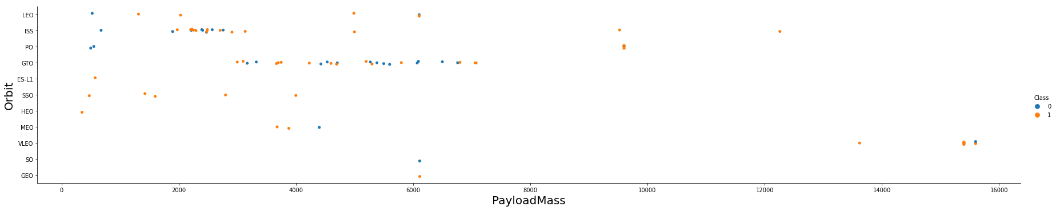 LEO
ISS
PO
GTO
ES-L1
SSO
HEO
MEO
VLEO
SO
GEO
Orbit
0 2000 4000 6000 8000 10000 12000 14000 16000
PayloadMass
Class
0
1